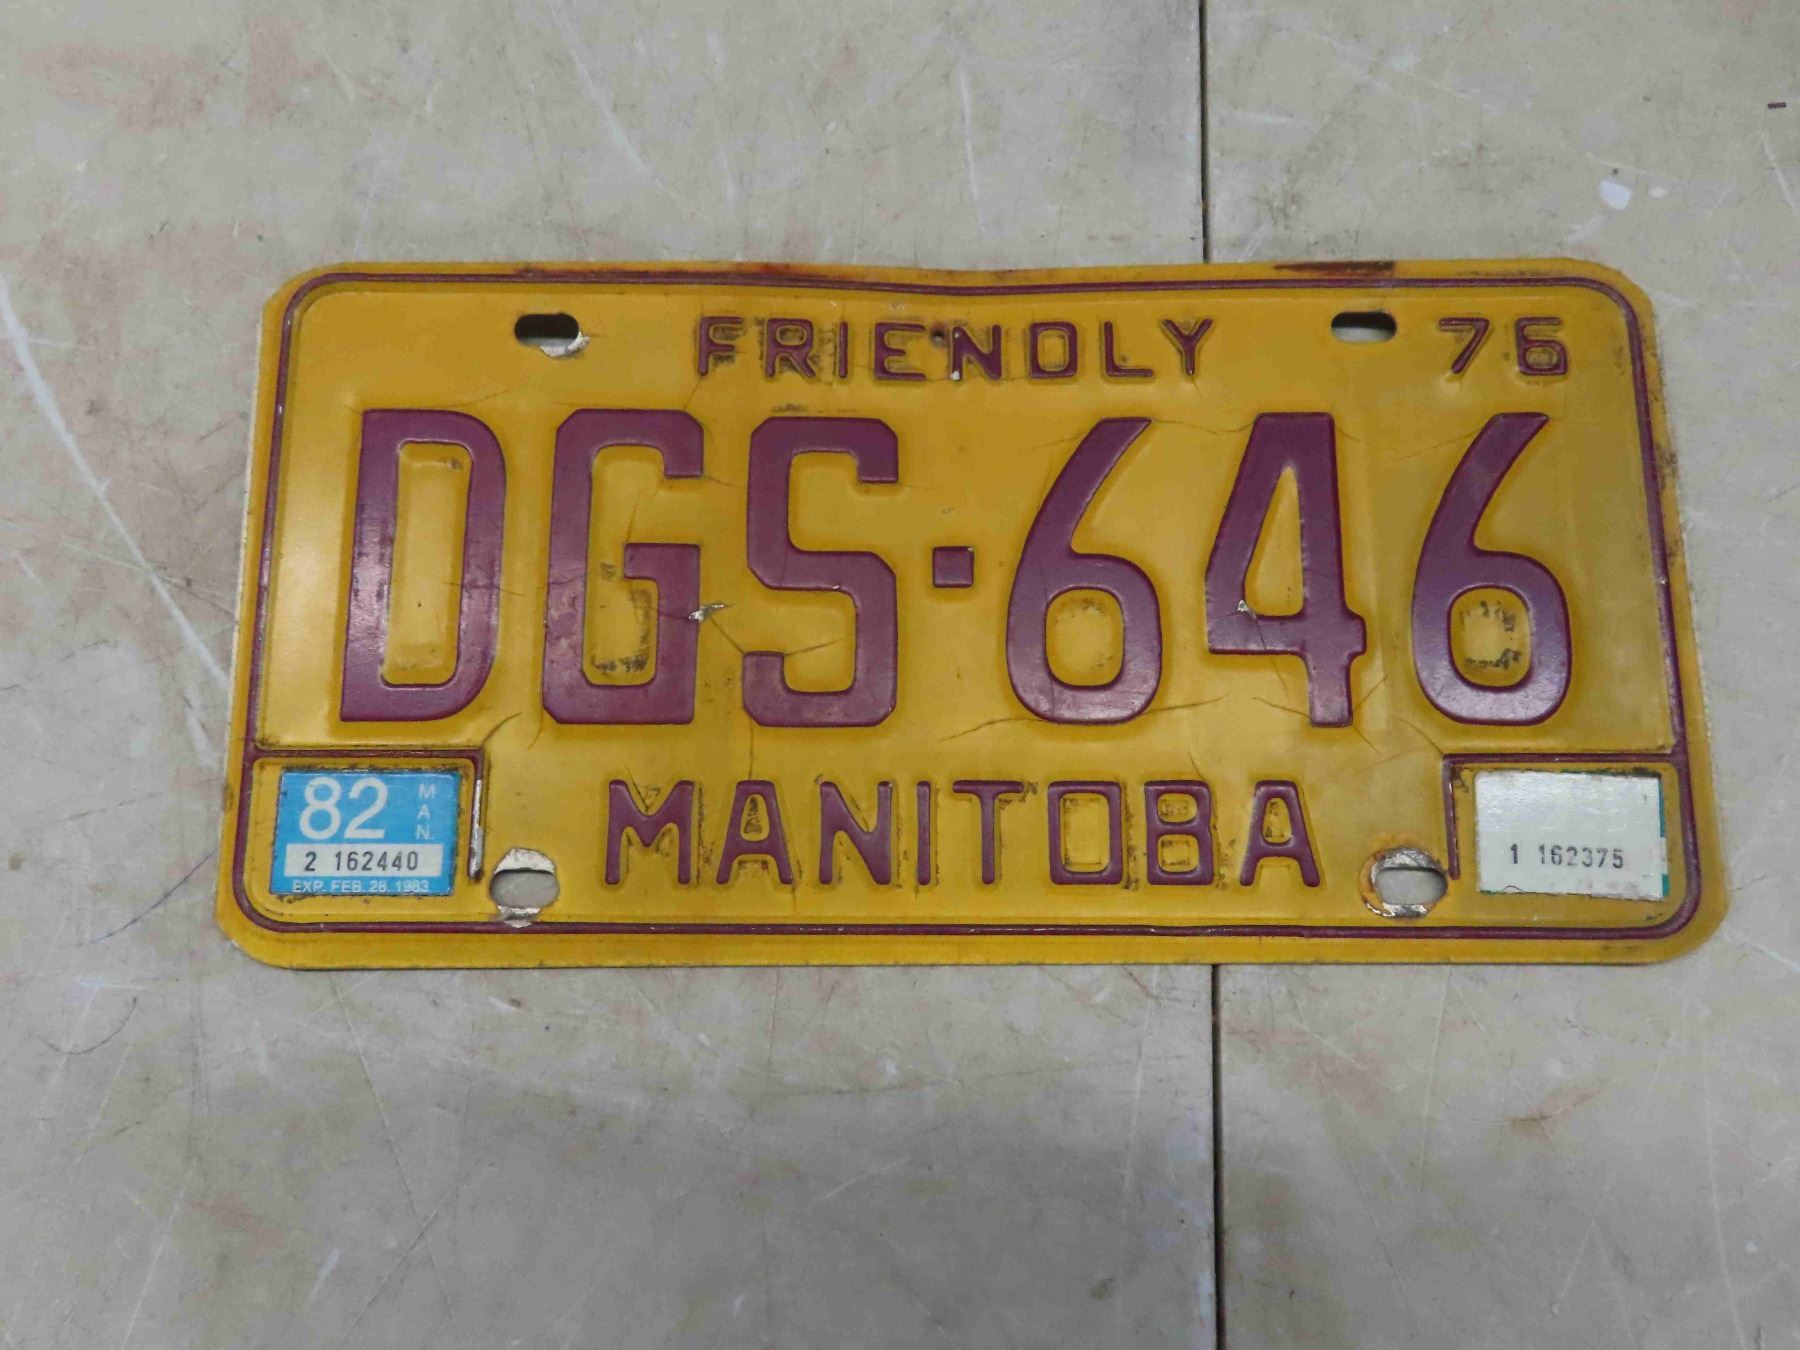 FRIENDLY 76
DGS·646
MANITOBA
82 MAN.
2 162440
EXP. FEB. 28, 1983
1 162375